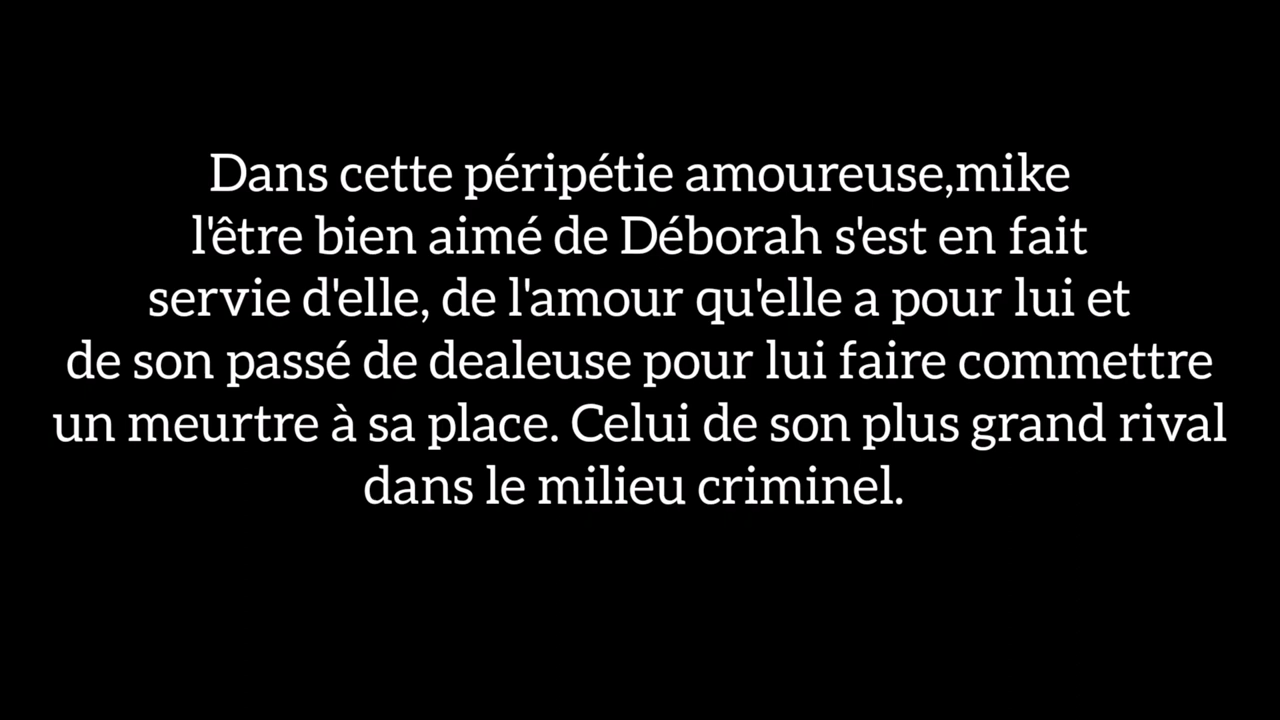 Dans cette péripétie amoureuse,mike
l'être bien aimé de Déborah s'est en fait
servie d'elle, de l'amour qu'elle a pour lui et
de son passé de dealeuse pour lui faire commettre
un meurtre à sa place. Celui de son plus grand rival
dans le milieu criminel.